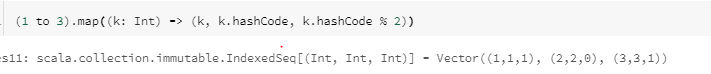 (1 to 3).map((k: Int) -> (k, k.hashCode, k.hashCode % 2))
s11: scala.collection.immutable.IndexedSeq[(Int, Int, Int)] = Vector((1,1,1), (2,2,0), (3,3,1))